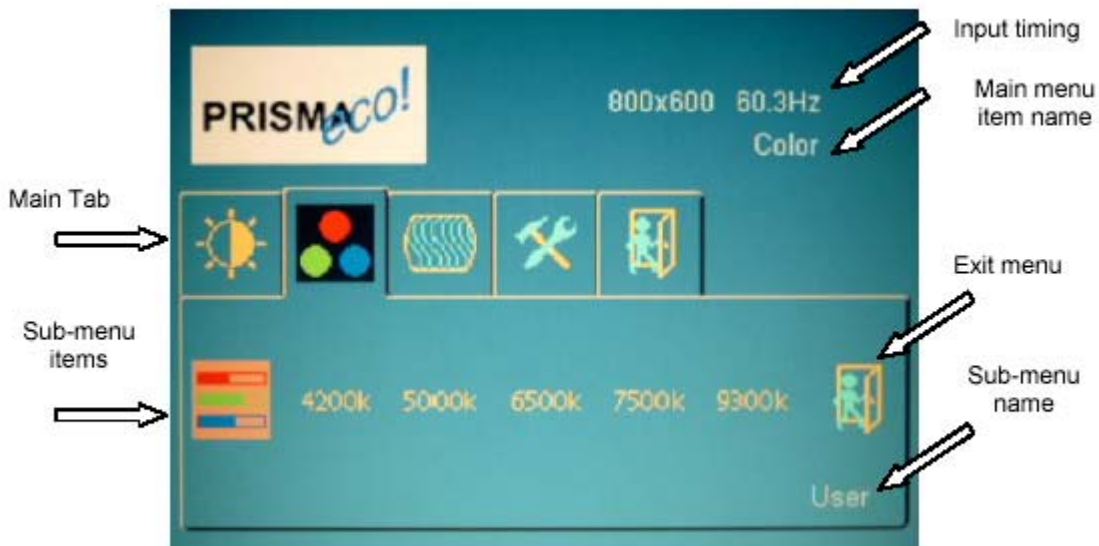 Input timing
PRISMAeco!
800x600 60.3Hz
Main menu
item name
Color
Main Tab
Exit menu
Sub-menu
items
4200k 5000k 6500k 7500k 9300k
Sub-menu
name
User